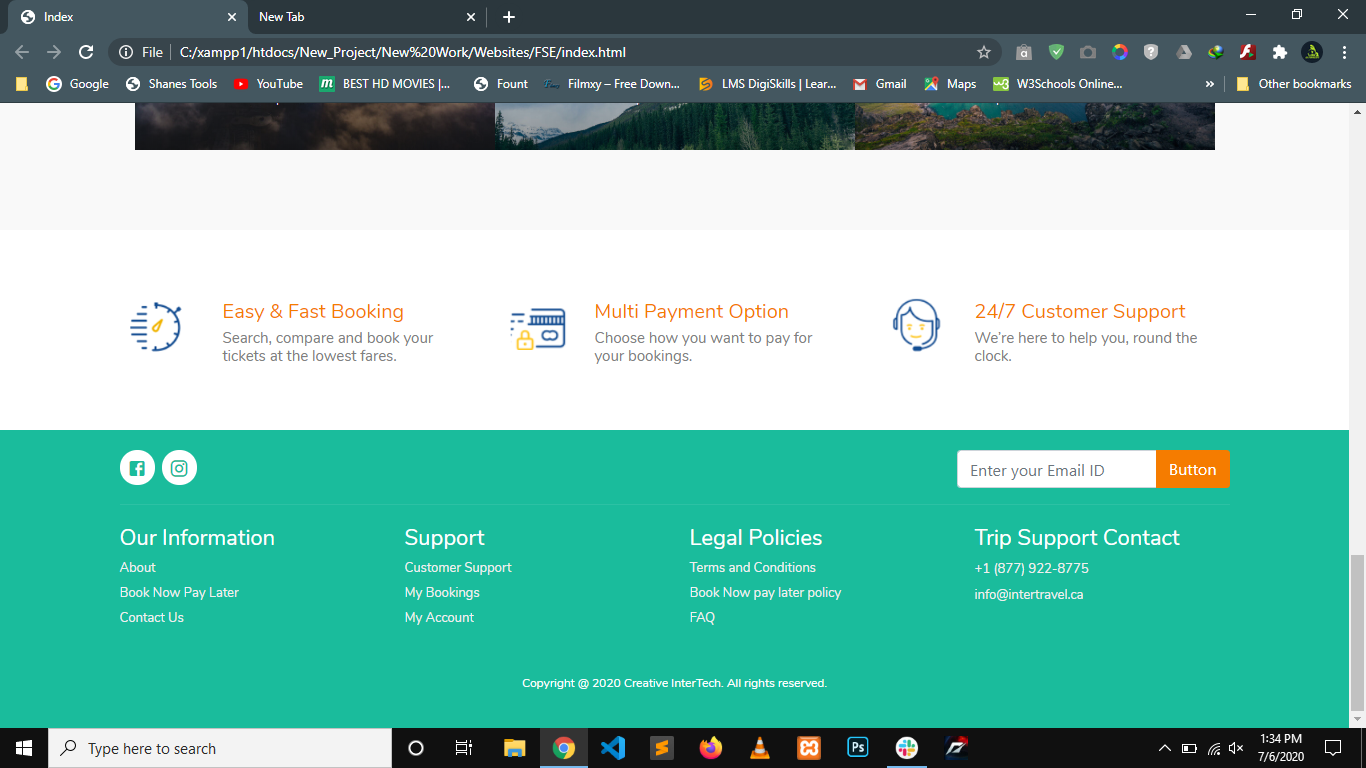 Index
New Tab
File
C:/xampp1/htdocs/New_Project/New%20Work/Websites/FSE/index.html
Google
Shanes Tools
YouTube
BEST HD MOVIES |...
Fount
Filmxy – Free Down...
LMS DigiSkills | Lear...
Gmail
Maps
W3Schools Online...
»
Other bookmarks
Easy & Fast Booking
Search, compare and book your
tickets at the lowest fares.
Multi Payment Option
Choose how you want to pay for
your bookings.
24/7 Customer Support
We're here to help you, round the
clock.
Enter your Email ID
Button
Our Information
About
Book Now Pay Later
Contact Us
Support
Customer Support
My Bookings
My Account
Legal Policies
Terms and Conditions
Book Now pay later policy
FAQ
Trip Support Contact
+1 (877) 922-8775
info@intertravel.ca
Copyright @ 2020 Creative InterTech. All rights reserved.
Type here to search
Ps
1:34 PM
7/6/2020